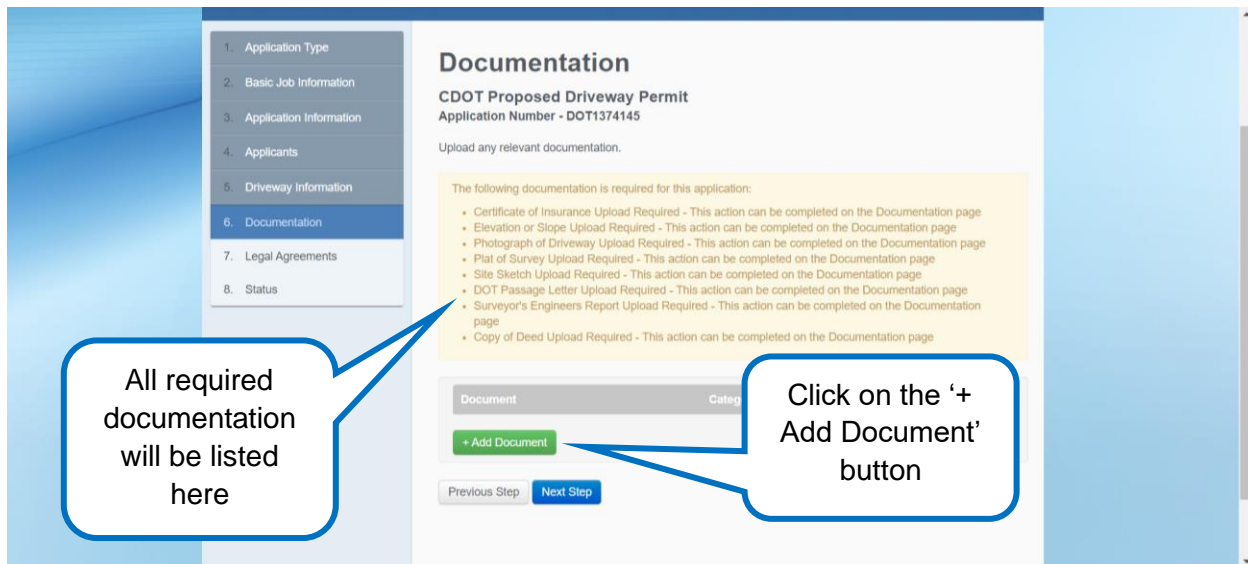 1. Application Type
2. Basic Job Information
3. Application Information
4. Applicants
5. Driveway Information
6. Documentation
7. Legal Agreements
8. Status
Documentation
CDOT Proposed Driveway Permit
Application Number - DOT1374145
Upload any relevant documentation.
The following documentation is required for this application:
• Certificate of Insurance Upload Required - This action can be completed on the Documentation page
• Elevation or Slope Upload Required - This action can be completed on the Documentation page
• Photograph of Driveway Upload Required - This action can be completed on the Documentation page
• Plat of Survey Upload Required - This action can be completed on the Documentation page
• Site Sketch Upload Required - This action can be completed on the Documentation page
• DOT Passage Letter Upload Required - This action can be completed on the Documentation page
• Surveyor's Engineers Report Upload Required - This action can be completed on the Documentation
page
• Copy of Deed Upload Required - This action can be completed on the Documentation page
Document
+ Add Document
Previous Step Next Step
All required
documentation
will be listed
here
Click on the ‘+
Add Document’
button